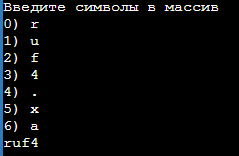 Введите символы в массив
0) r
1) u
2) f
3) 4
4) .
5) x
6) a
ruf4